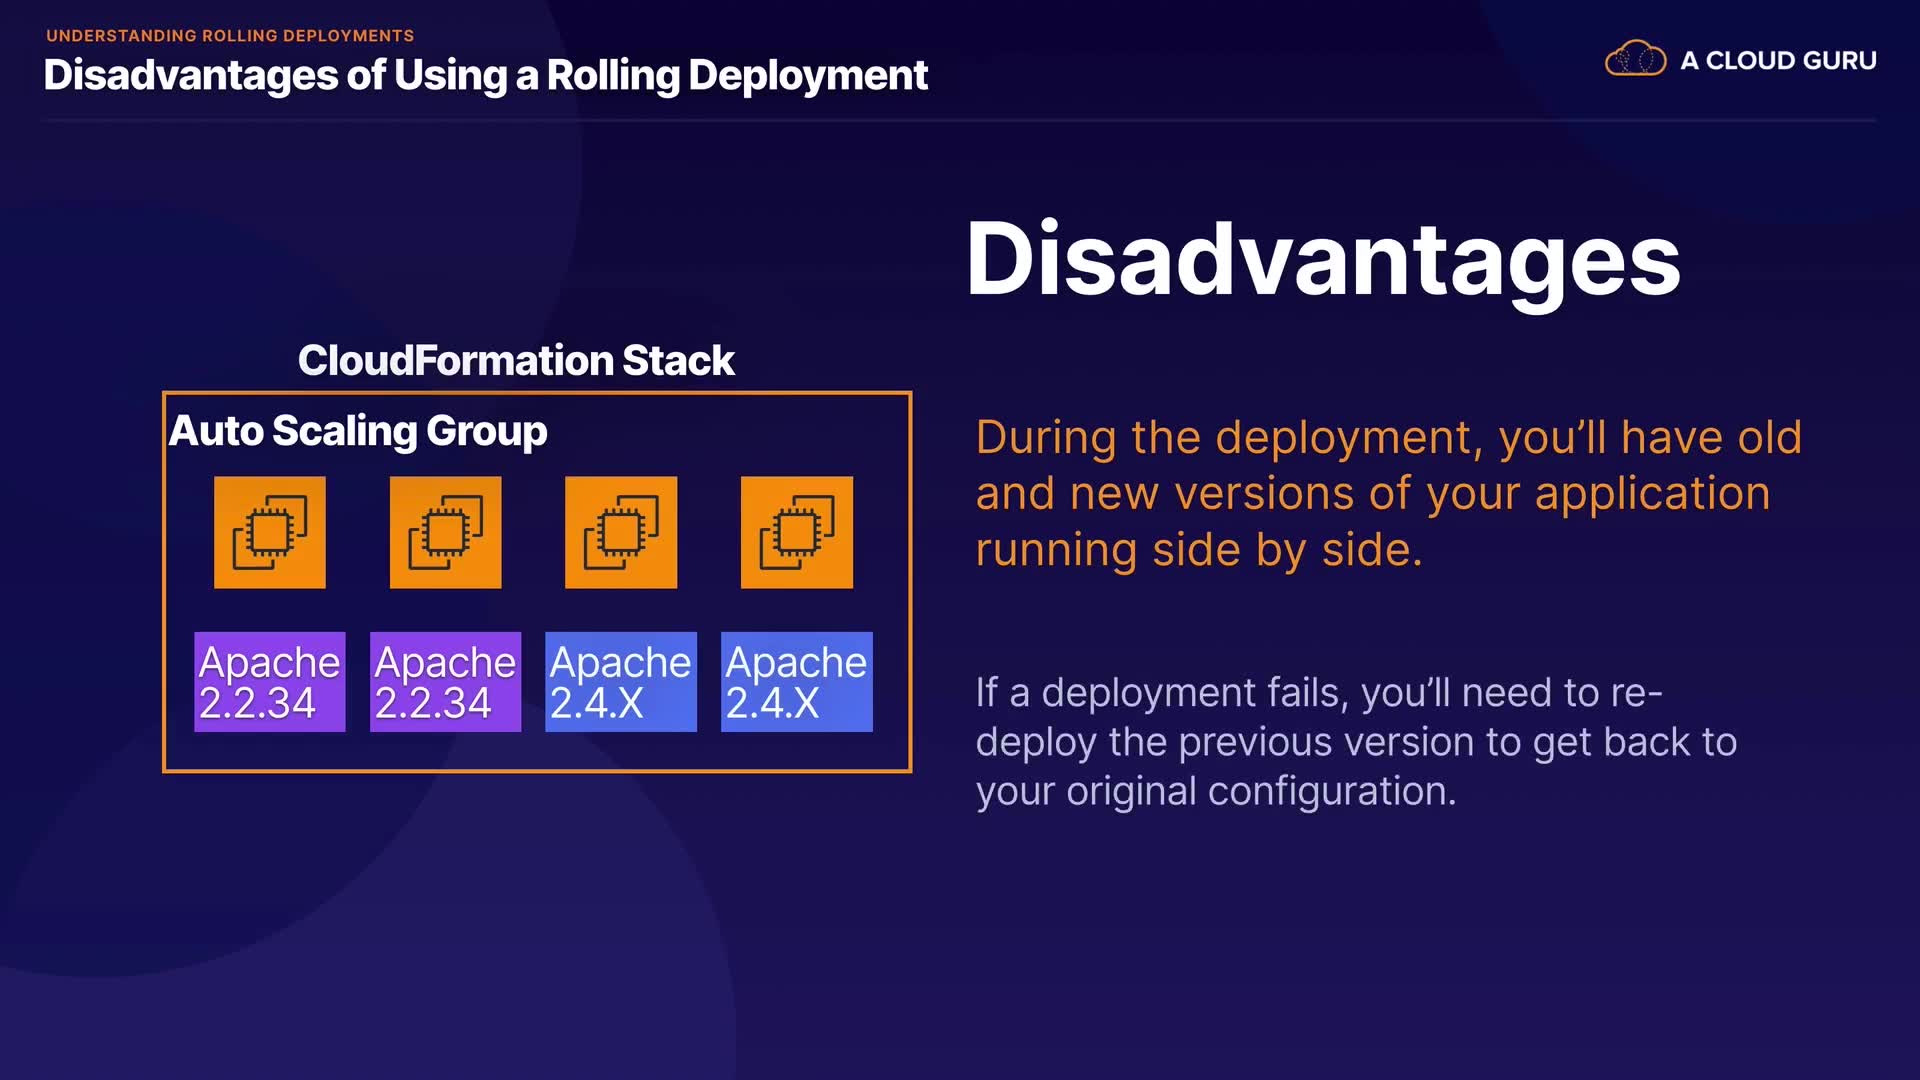 UNDERSTANDING ROLLING DEPLOYMENTS
Disadvantages of Using a Rolling Deployment
A CLOUD GURU
Disadvantages
CloudFormation Stack
Auto Scaling Group
Apache
2.2.34
Apache
2.2.34
Apache
2.4.X
Apache
2.4.X
During the deployment, you’ll have old
and new versions of your application
running side by side.
If a deployment fails, you’ll need to re-
deploy the previous version to get back to
your original configuration.